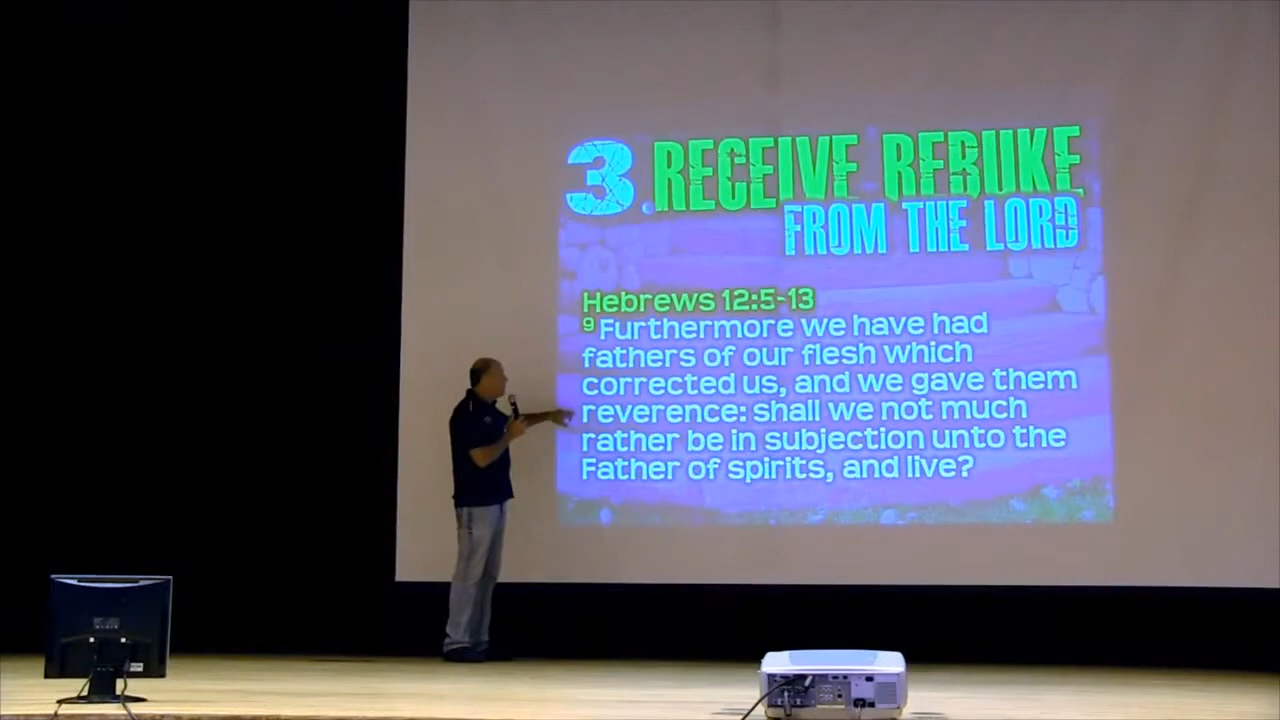 3. RECEIVE REBUKE
FROM THE LORD
Hebrews 12:5-13
9 Furthermore we have had
fathers of our flesh which
corrected us, and we gave them
reverence: shall we not much
rather be in subjection unto the
Father of spirits, and live?